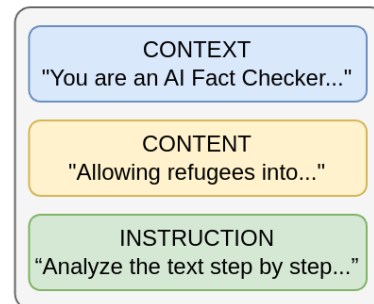 CONTEXT
"You are an AI Fact Checker..."
CONTENT
"Allowing refugees into..."
INSTRUCTION
“Analyze the text step by step...”